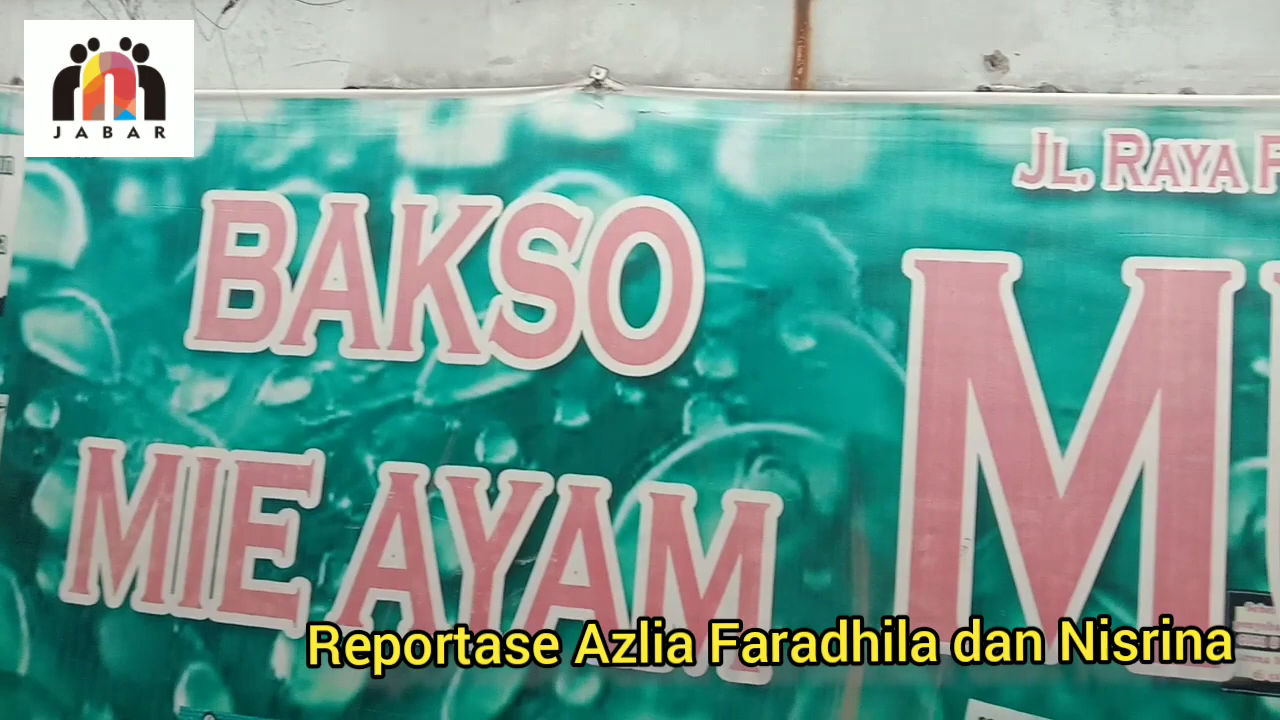 JABAR
JL. RAYA
BAKSO
MIE AYAM
Reportase Azlia Faradhila dan Nisrina